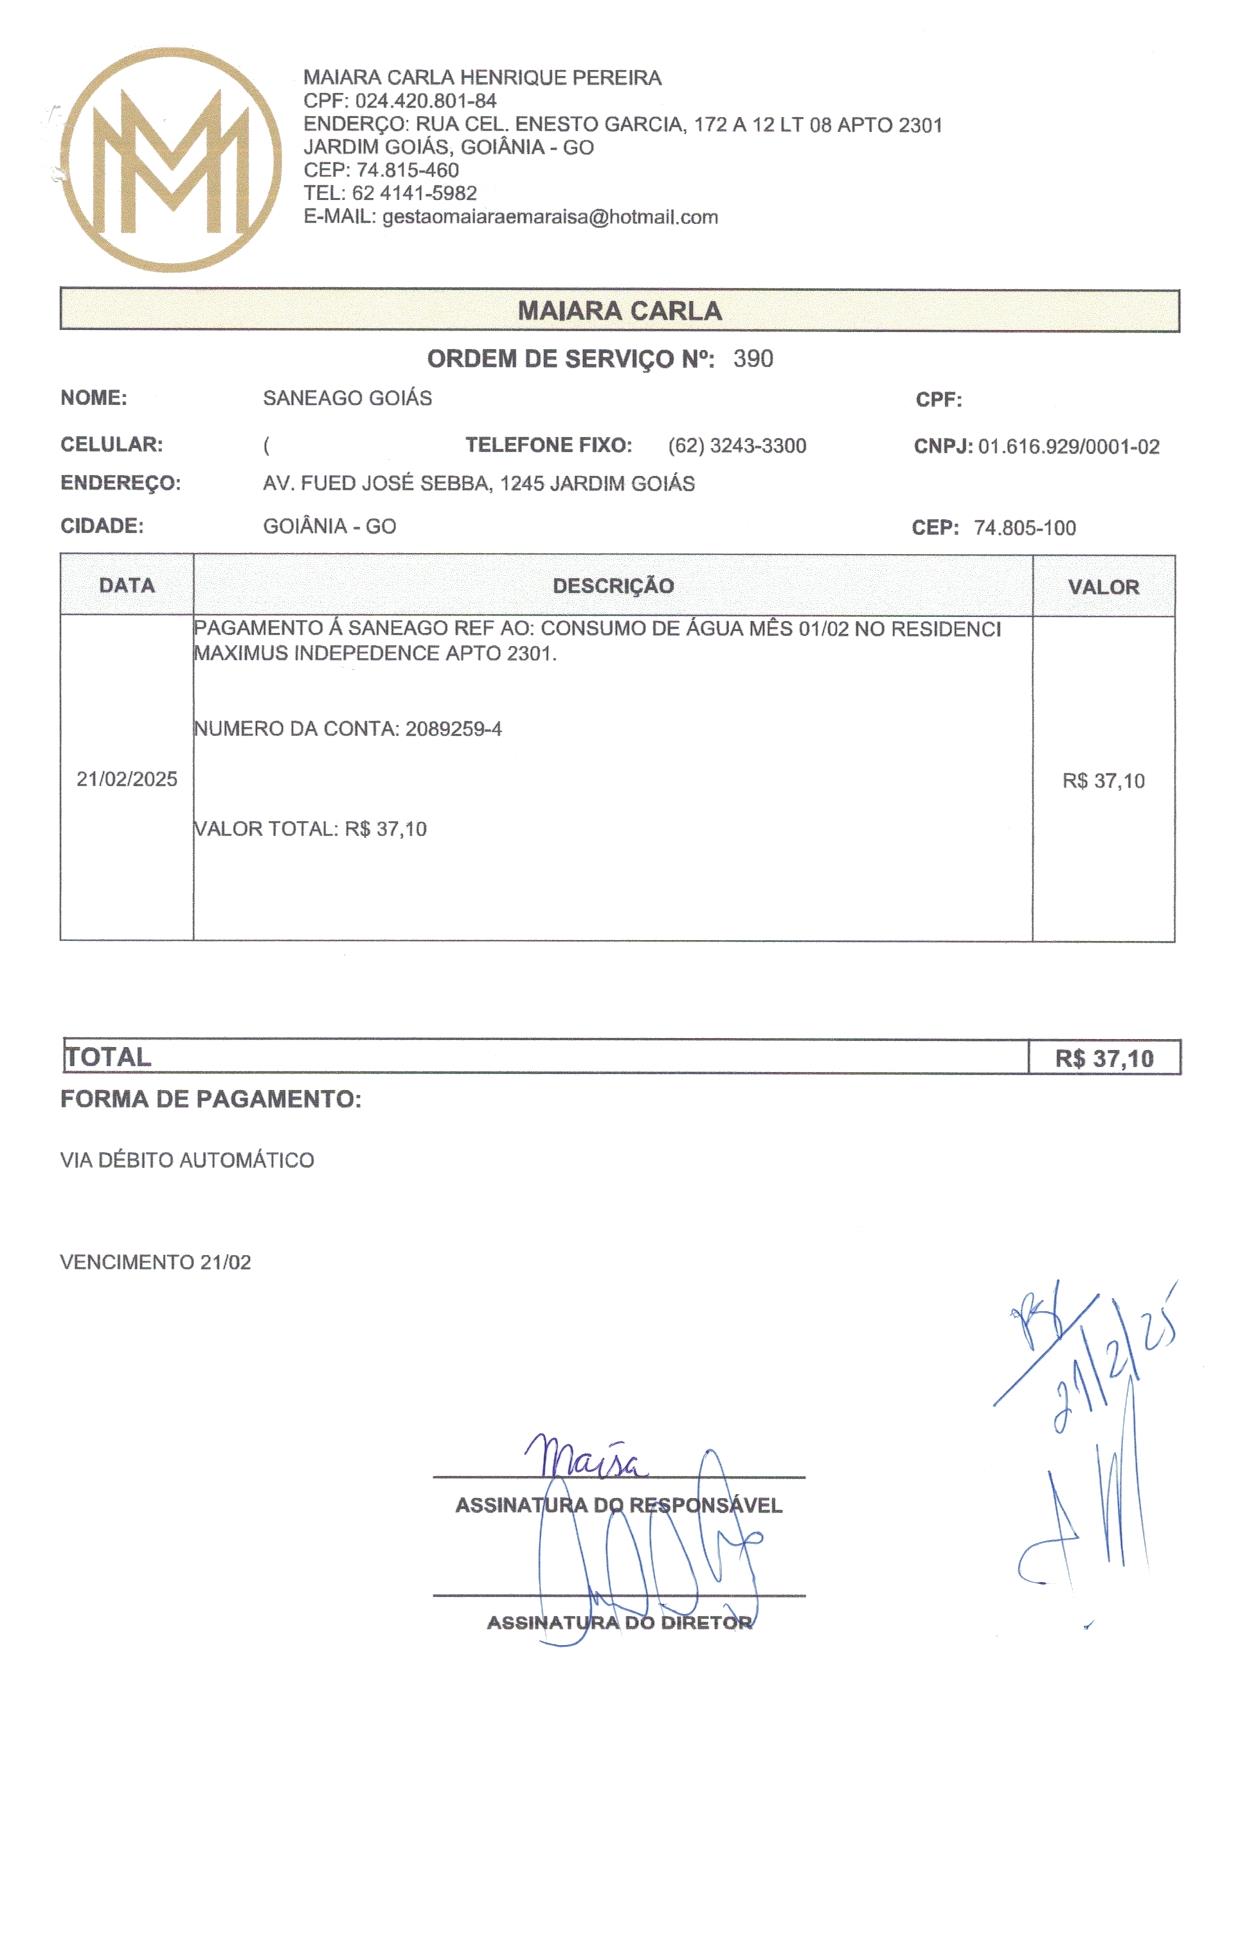 MAIARA CARLA HENRIQUE PEREIRA
CPF: 024.420.801-84
ENDERÇO: RUA CEL. ENESTO GARCIA, 172 A 12 LT 08 APTO 2301
JARDIM GOIÁS, GOIÂNIA - GO
CEP: 74.815-460
TEL: 62 4141-5982
E-MAIL: gestaomaiaraemaraisa@hotmail.com
MAIARA CARLA
ORDEM DE SERVIÇO Nº: 390
NOME: SANEAGO GOIÁS CPF:
CELULAR: ( TELEFONE FIXO: (62) 3243-3300 CNPJ: 01.616.929/0001-02
ENDEREÇO: AV. FUED JOSÉ SEBBA, 1245 JARDIM GOIÁS
CIDADE: GOIÂNIA - GO CEP: 74.805-100
DATA DESCRIÇÃO VALOR
PAGAMENTO Á SANEAGO REF AO: CONSUMO DE ÁGUA MÊS 01/02 NO RESIDENCI
MAXIMUS INDEPEDENCE APTO 2301.
NUMERO DA CONTA: 2089259-4
21/02/2025 R$ 37,10
VALOR TOTAL: R$ 37,10
TOTAL R$ 37,10
FORMA DE PAGAMENTO:
VIA DÉBITO AUTOMÁTICO
VENCIMENTO 21/02
21/2/25
Maísa
ASSINATURA DO RESPONSÁVEL
ASSINATURA DO DIRETOR